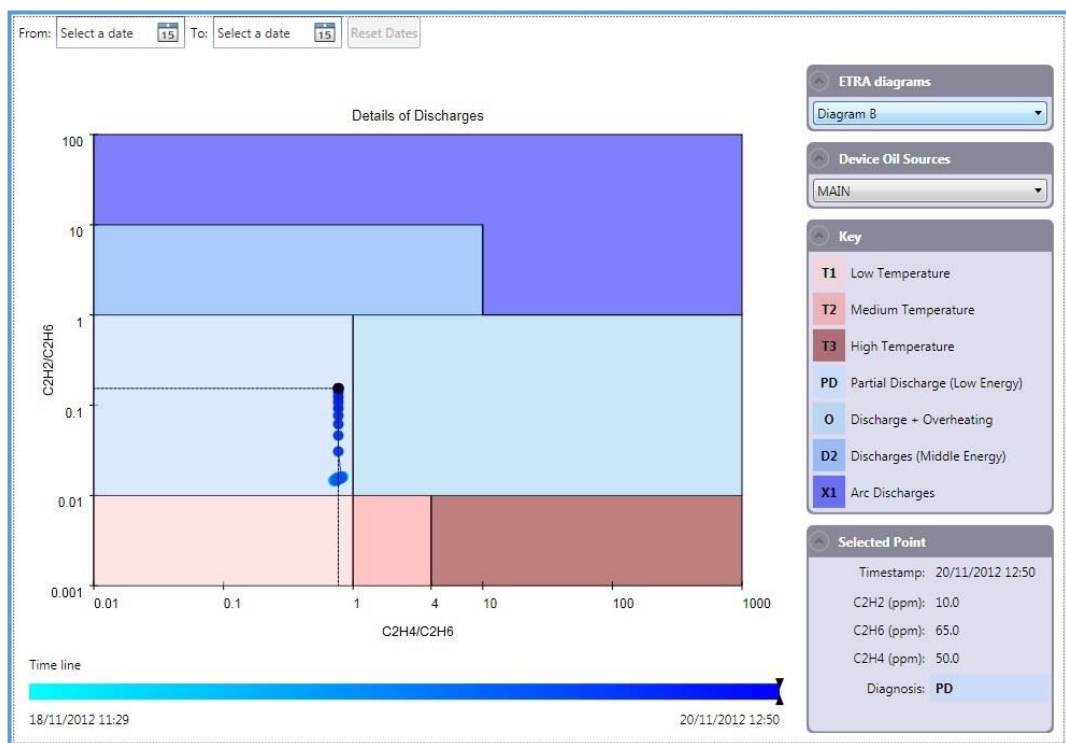 From: Select a date 15 To: Select a date 15 Reset Dates
ETRA diagrams
Diagram B
Device Oil Sources
MAIN
Key
T1 Low Temperature
T2 Medium Temperature
T3 High Temperature
PD Partial Discharge (Low Energy)
O Discharge + Overheating
D2 Discharges (Middle Energy)
X1 Arc Discharges
Selected Point
Timestamp: 20/11/2012 12:50
C2H2 (ppm): 10.0
C2H6 (ppm): 65.0
C2H4 (ppm): 50.0
Diagnosis: PD
Details of Discharges
C2H2/C2H6
100
10
1
0.1
0.01
0.001
0.01 0.1 1 4 10 100 1000
C2H4/C2H6
Time line
18/11/2012 11:29 20/11/2012 12:50